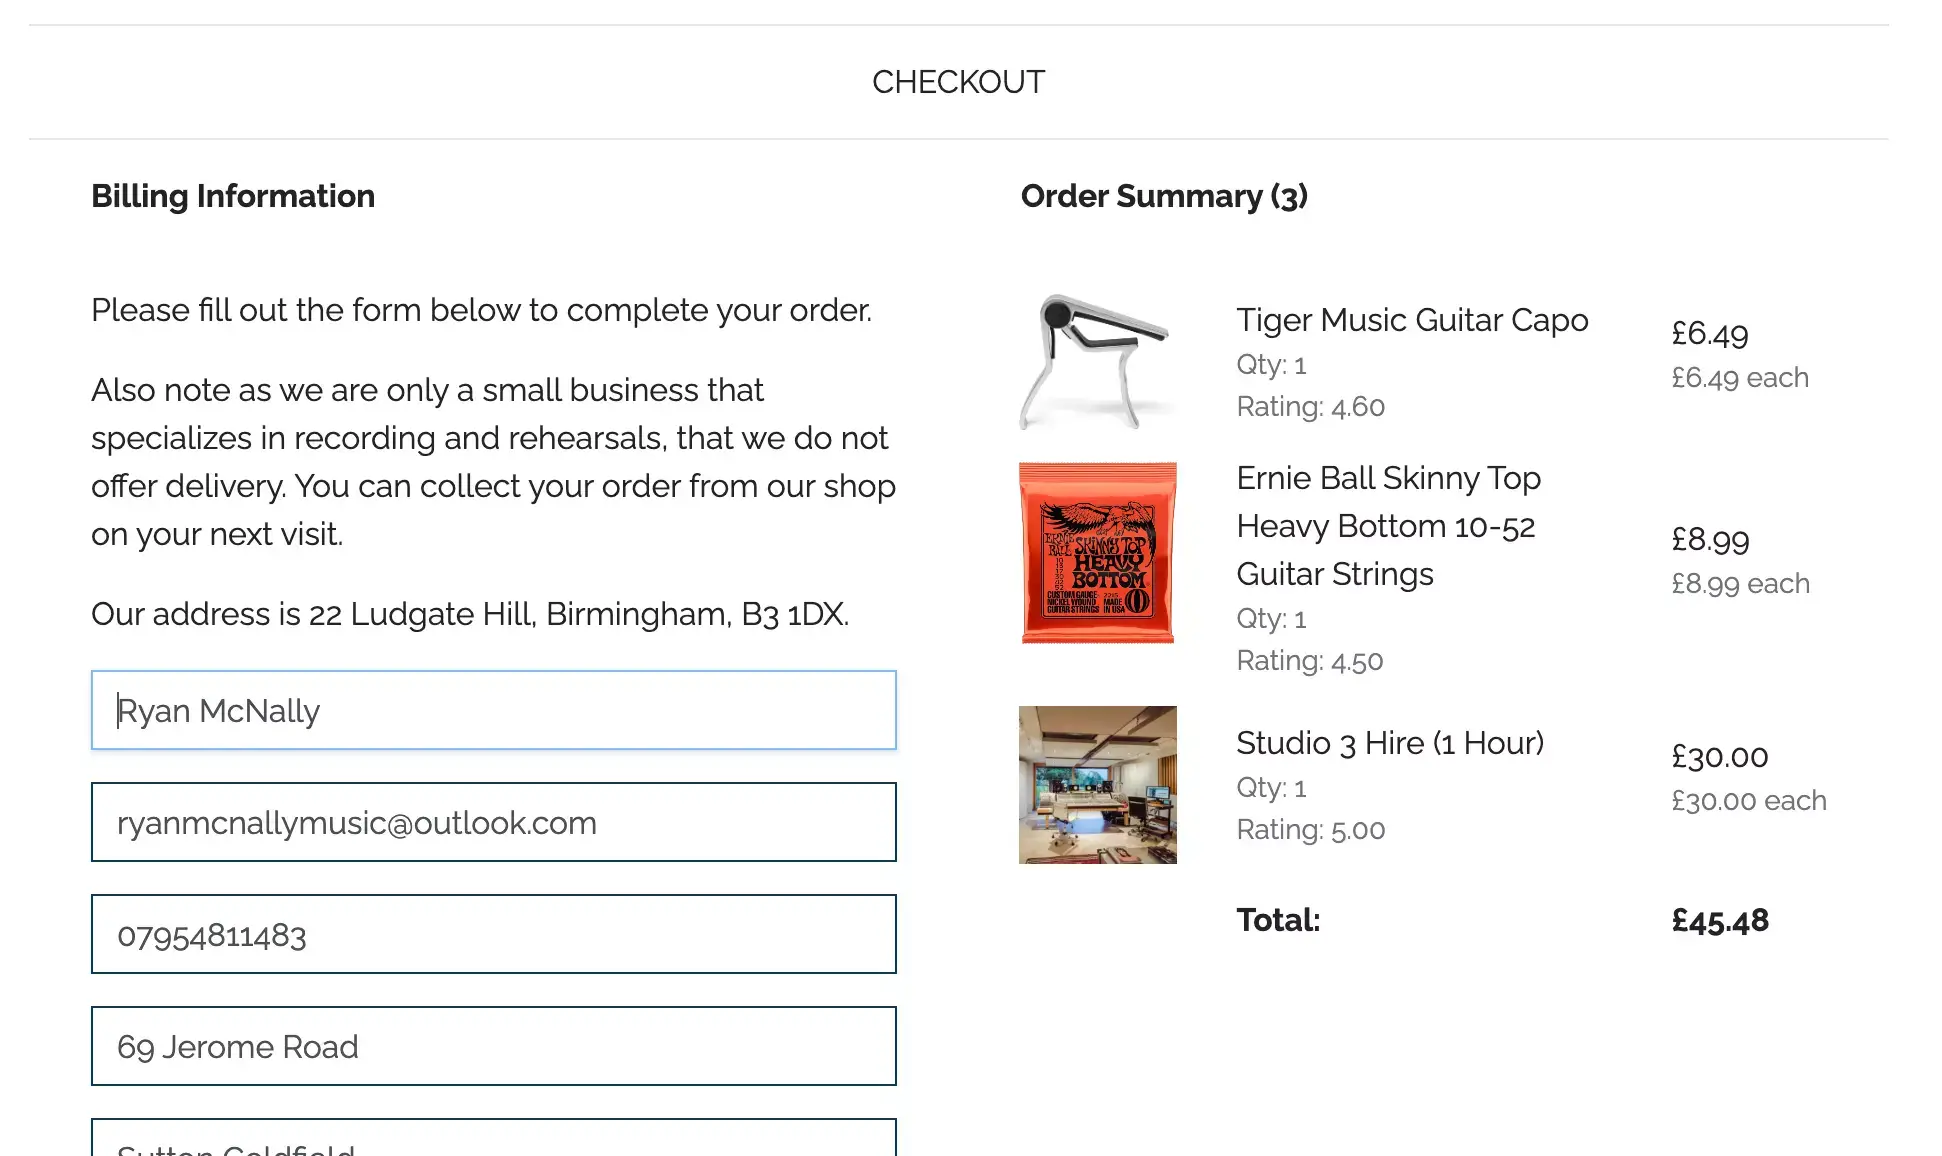 CHECKOUT
Billing Information
Please fill out the form below to complete your order.
Also note as we are only a small business that
specializes in recording and rehearsals, that we do not
offer delivery. You can collect your order from our shop
on your next visit.
Our address is 22 Ludgate Hill, Birmingham, B3 1DX.
Ryan McNally
ryanmcnallymusic@outlook.com
07954811483
69 Jerome Road
Sutton Coldfield
Order Summary (3)
Tiger Music Guitar Capo
Qty: 1
Rating: 4.60
£6.49
£6.49 each
ERNIE
BALL
SKINNY TOP
HEAVY
BOTTOM
CUSTOM GAUGE
NICKEL WOUND
GUITAR STRINGS
2215
MADE
IN USA
Ernie Ball Skinny Top
Heavy Bottom 10-52
Guitar Strings
Qty: 1
Rating: 4.50
£8.99
£8.99 each
Studio 3 Hire (1 Hour)
Qty: 1
Rating: 5.00
£30.00
£30.00 each
Total:
£45.48